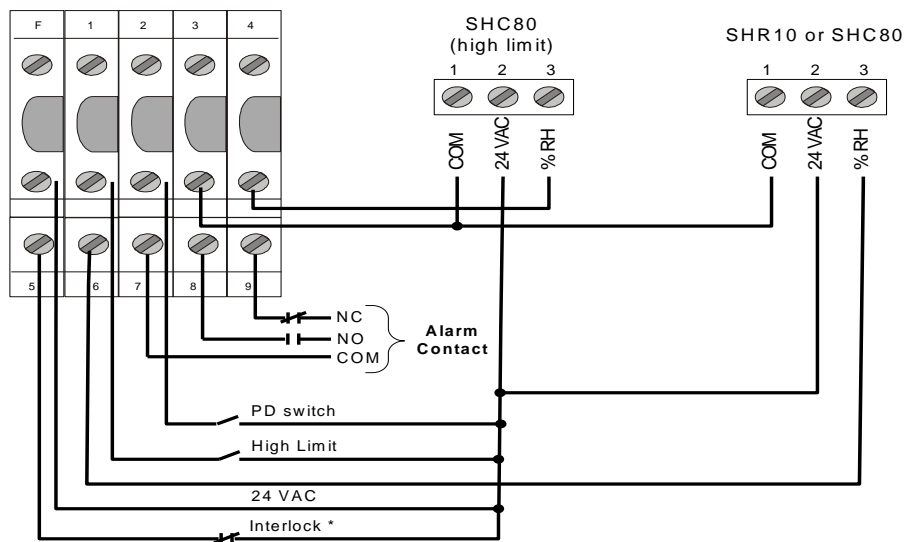 F 1 2 3 4
SHC80
(high limit)
1 2 3
COM
24 VAC
% RH
SHR10 or SHC80
1 2 3
COM
24 VAC
% RH
5 6 7 8 9
NC
NO
COM
Alarm
Contact
PD switch
High Limit
24 VAC
Interlock *